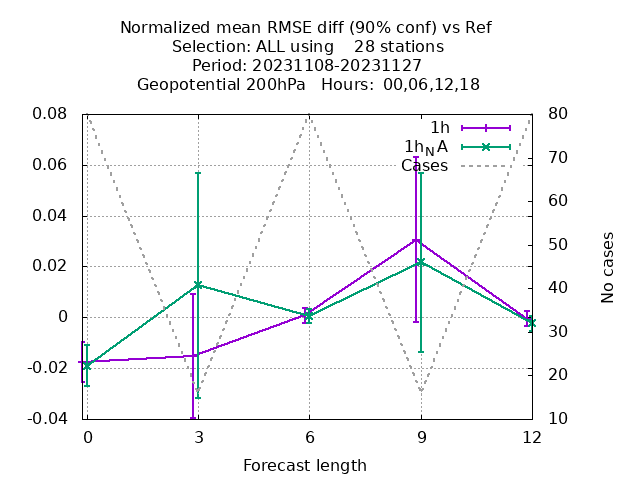 Normalized mean RMSE diff (90% conf) vs Ref
Selection: ALL using    28 stations
Period: 20231108-20231127
Geopotential 200hPa   Hours:  00,06,12,18
1h
1h_NA
Cases
0.08
0.06
0.04
0.02
0
-0.02
-0.04
80
70
60
50
40
30
20
10
No cases
0 3 6 9 12
Forecast length